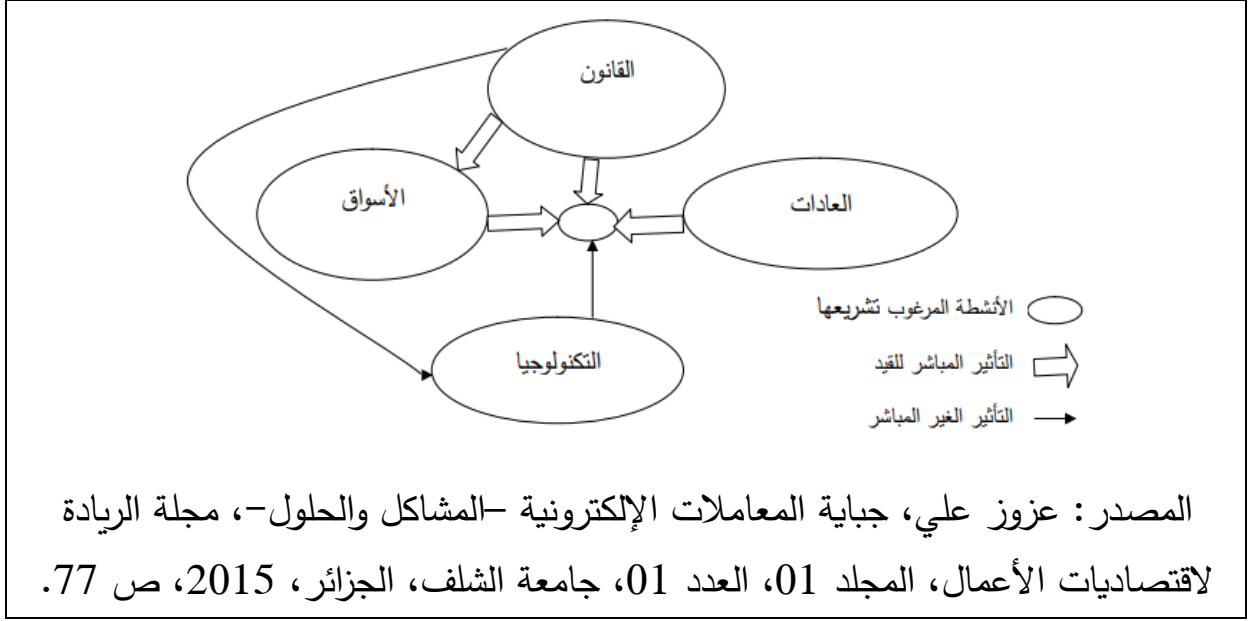 القانون
الأسواق
العادات
التكنولوجيا
الأنشطة المرغوب تشريعها
التأثير المباشر للقيد
التأثير الغير المباشر
المصدر: عزوز علي، جباية المعاملات الإلكترونية –المشاكل والحلول-، مجلة الريادة
لاقتصاديات الأعمال، المجلد 01، العدد 01، جامعة الشلف، الجزائر، 2015، ص 77.